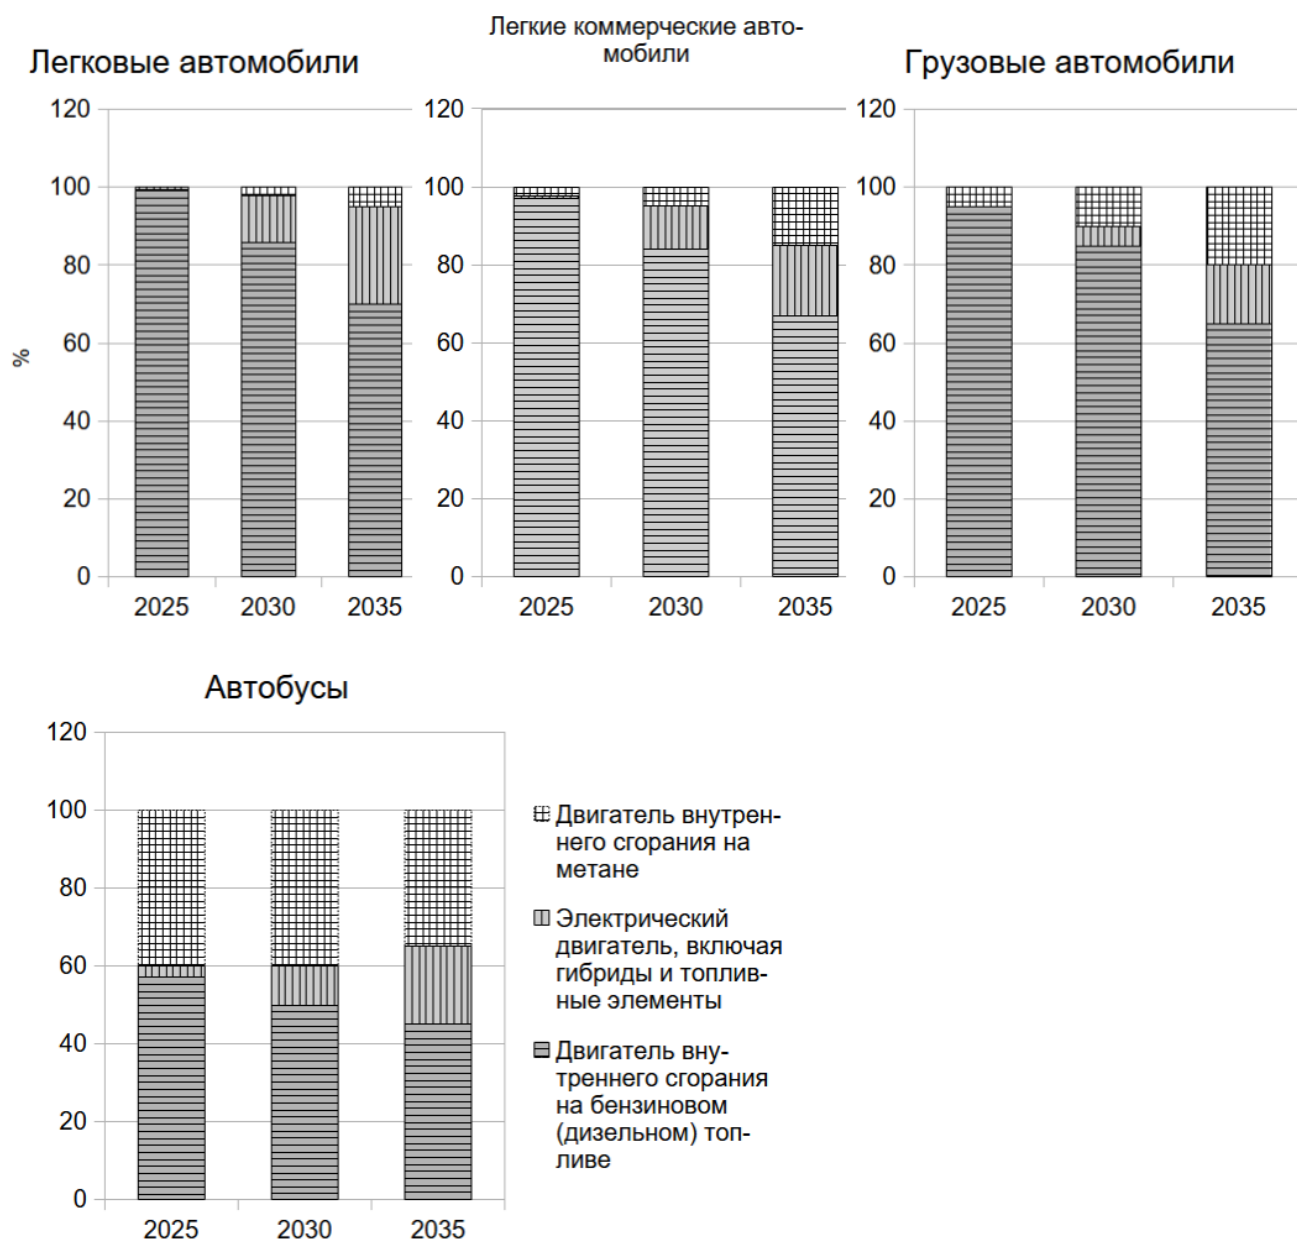 Легкие коммерческие авто-
мобили
Легковые автомобили
Грузовые автомобили
120
100
80
60
40
20
0
%
2025 2030 2035
120
100
80
60
40
20
0
2025 2030 2035
120
100
80
60
40
20
0
2025 2030 2035
Автобусы
120
100
80
60
40
20
0
2025 2030 2035
Двигатель внутрен-
него сгорания на
метане
Электрический
двигатель, включая
гибриды и топлив-
ные элементы
Двигатель вну-
треннего сгорания
на бензиновом
(дизельном) топ-
ливе